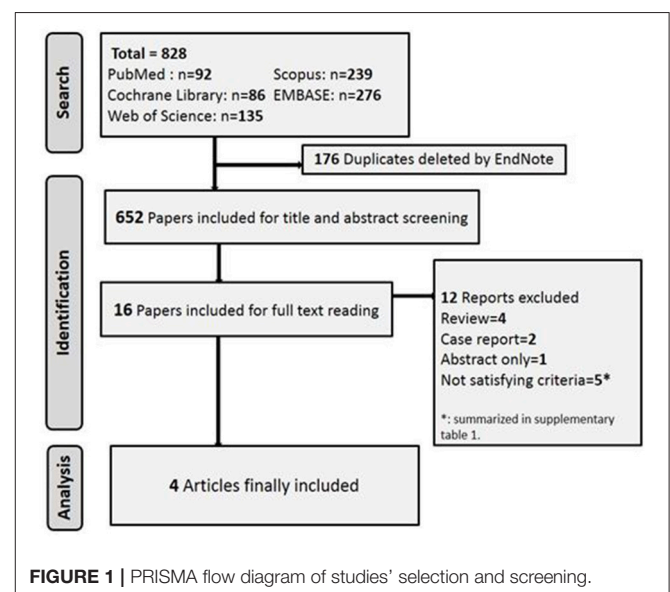 Search
Total = 828
PubMed : n=92 Scopus: n=239
Cochrane Library: n=86 EMBASE: n=276
Web of Science: n=135
176 Duplicates deleted by EndNote
Identification
652 Papers included for title and abstract screening
16 Papers included for full text reading
12 Reports excluded
Review=4
Case report=2
Abstract only=1
Not satisfying criteria=5*
*: summarized in supplementary
table 1.
Analysis
4 Articles finally included
FIGURE 1 | PRISMA flow diagram of studies' selection and screening.